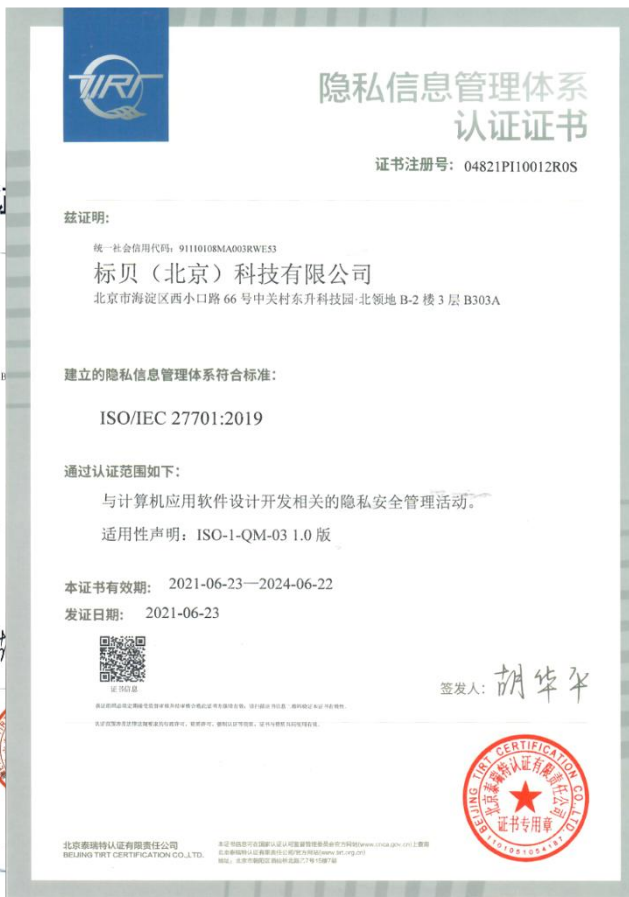 TIRT
隐私信息管理体系
认证证书
证书注册号：04821PI10012R0S
兹证明：
统一社会信用代码：91110108MA003RWE53
标贝（北京）科技有限公司
北京市海淀区西小口路 66 号中关村东升科技园·北领地 B-2 楼 3 层 B303A
建立的隐私信息管理体系符合标准：
ISO/IEC 27701:2019
通过认证范围如下：
与计算机应用软件设计开发相关的隐私安全管理活动。
适用性声明：ISO-1-QM-03 1.0 版
本证书有效期： 2021-06-23—2024-06-22
发证日期： 2021-06-23
证书信息
签发人：胡华平
BEIJING TIRT CERTIFICATION CO.,LTD
北京泰瑞特认证有限责任公司
证书专用章
1101051054187
北京泰瑞特认证有限责任公司
BEIJING TIRT CERTIFICATION CO.,LTD.